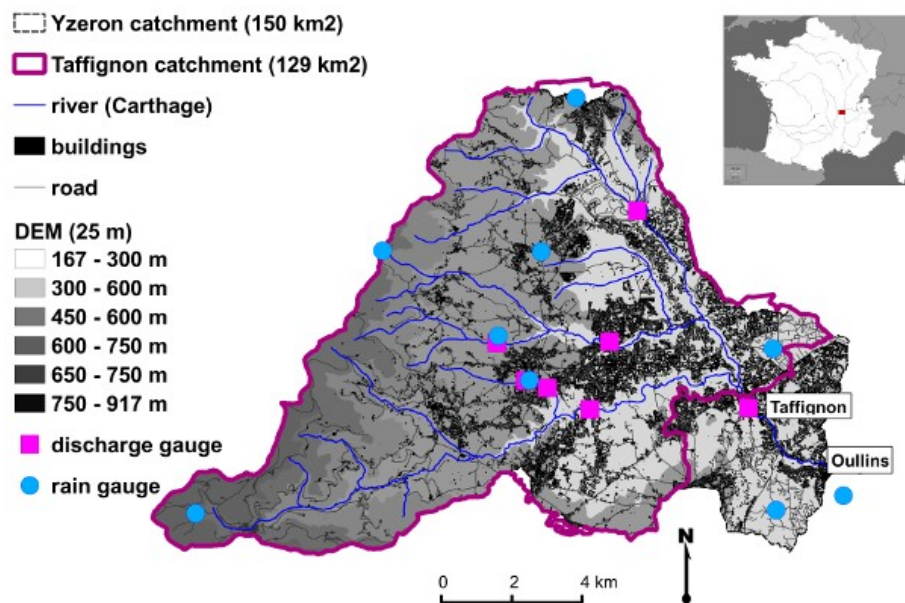 Yzeron catchment (150 km2)
Taffignon catchment (129 km2)
river (Carthage)
buildings
road
DEM (25 m)
167 - 300 m
300 - 600 m
450 - 600 m
600 - 750 m
650 - 750 m
750 - 917 m
discharge gauge
rain gauge
Taffignon
Oullins
N
0 2 4 km